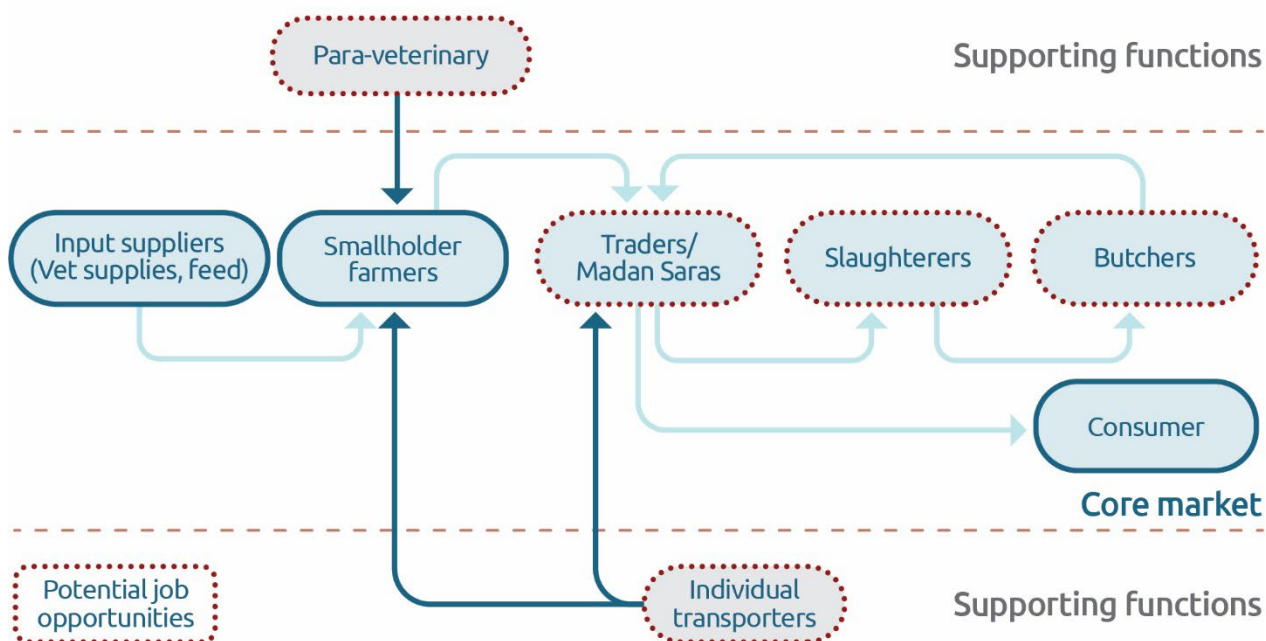 Para-veterinary
Supporting functions
Input suppliers
(Vet supplies, feed)
Smallholder
farmers
Traders/
Madan Saras
Slaughterers
Butchers
Consumer
Core market
Potential job
opportunities
Individual
transporters
Supporting functions